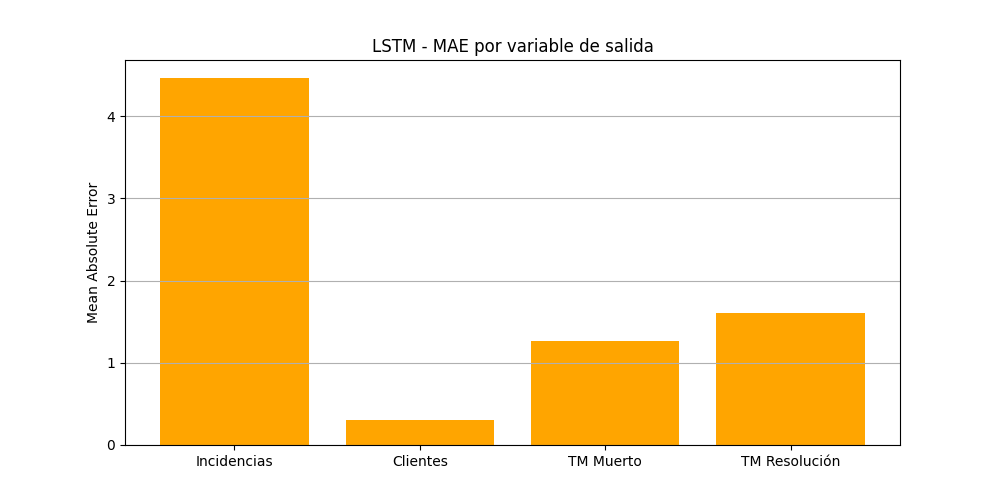 LSTM - MAE por variable de salida
Mean Absolute Error
4
3
2
1
0
Incidencias
Clientes
TM Muerto
TM Resolución